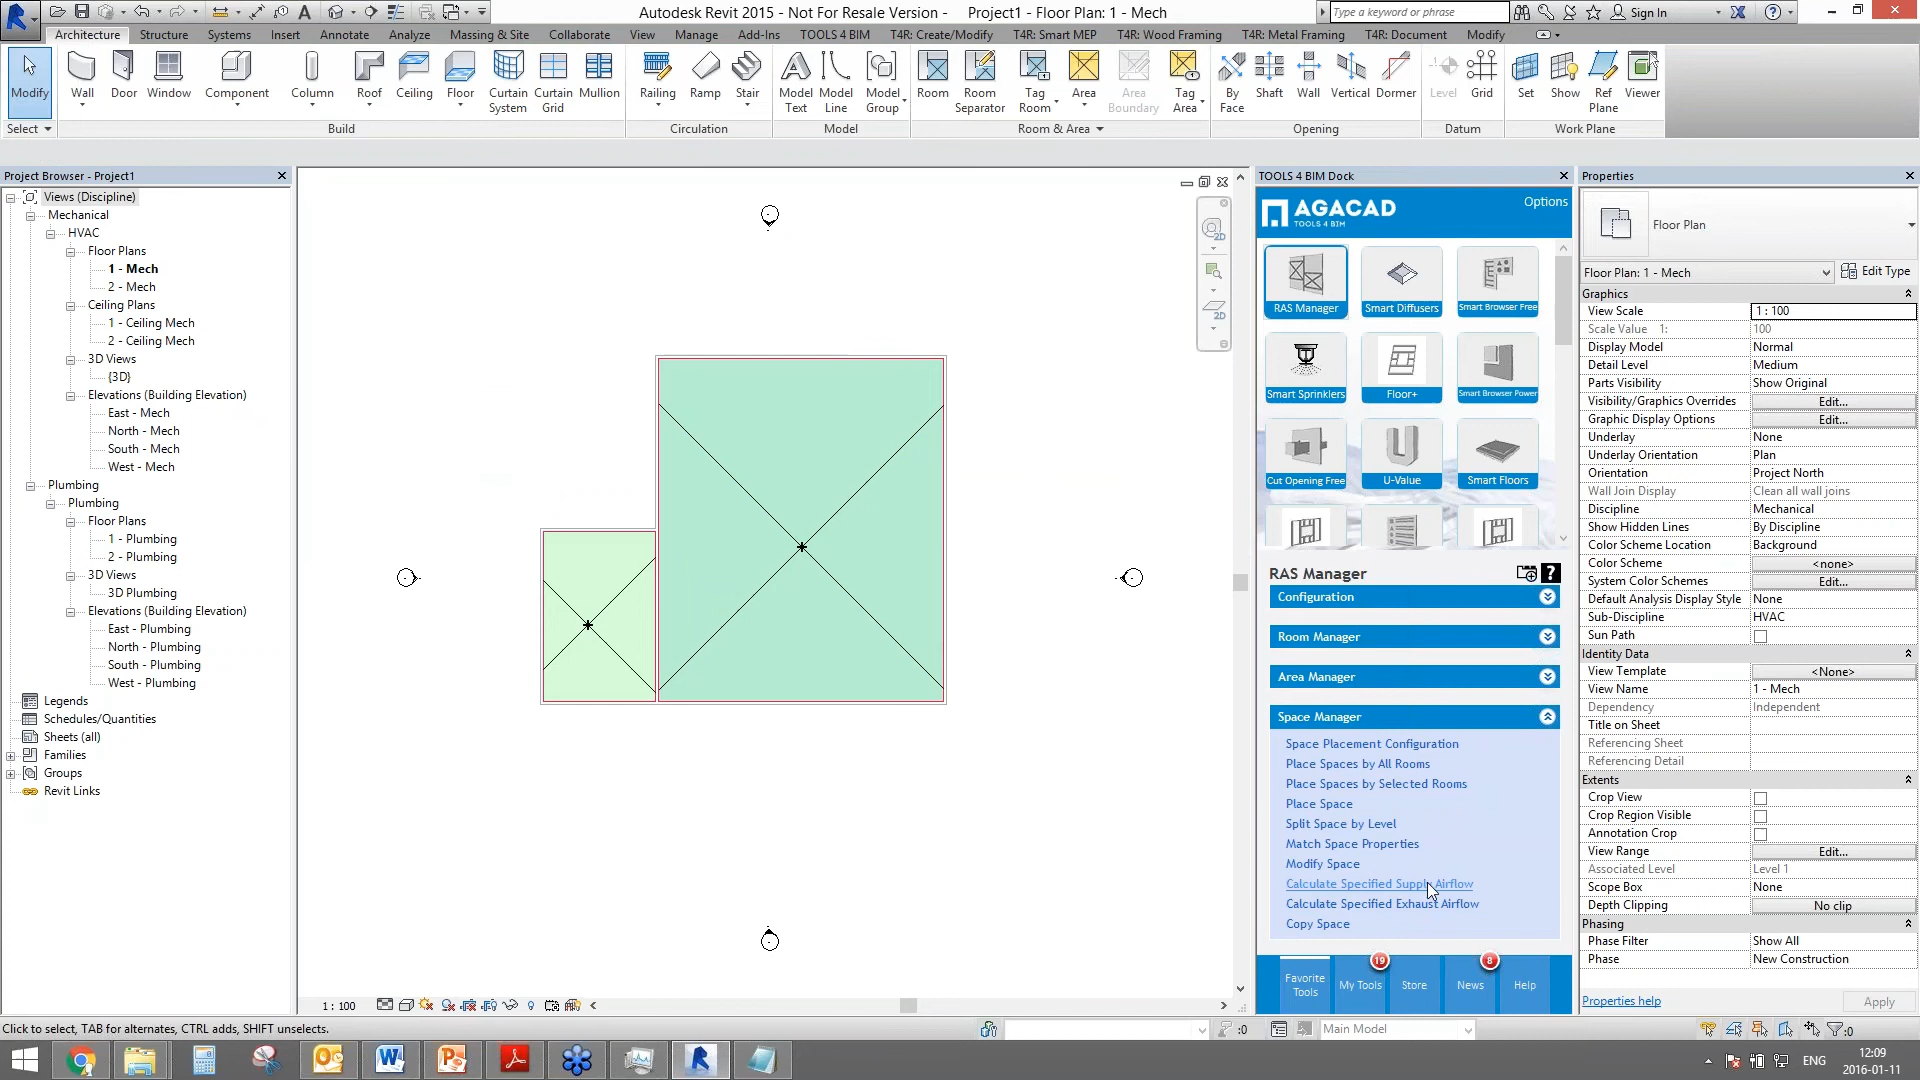 Autodesk Revit 2015 - Not For Resale Version - Project1 - Floor Plan: 1 - Mech
Type a keyword or phrase
Sign In
Architecture Structure Systems Insert Annotate Analyze Massing & Site Collaborate View Manage Add-Ins TOOLS 4 BIM T4R: Create/Modify T4R: Smart MEP T4R: Wood Framing T4R: Metal Framing T4R: Document Modify
Modify Wall Door Window Component Column Roof Ceiling Floor Curtain System Curtain Grid Mullion Railing Ramp Stair Model Text Model Line Model Group Room Room Separator Tag Room Area Area Boundary Tag Area By Face Shaft Wall Vertical Dormer Level Grid Set Show Ref Plane Viewer
Select Build Circulation Model Room & Area Opening Datum Work Plane
Project Browser - Project1
Views (Discipline)
Mechanical
HVAC
Floor Plans
1 - Mech
2 - Mech
Ceiling Plans
1 - Ceiling Mech
2 - Ceiling Mech
3D Views
{3D}
Elevations (Building Elevation)
East - Mech
North - Mech
South - Mech
West - Mech
Plumbing
Plumbing
Floor Plans
1 - Plumbing
2 - Plumbing
3D Views
3D Plumbing
Elevations (Building Elevation)
East - Plumbing
North - Plumbing
South - Plumbing
West - Plumbing
Legends
Schedules/Quantities
Sheets (all)
Families
Groups
Revit Links
2D
2D
TOOLS 4 BIM Dock
AGACAD
TOOLS 4 BIM
Options
RAS Manager Smart Diffusers Smart Browser Free
Smart Sprinklers Floor+ Smart Browser Power
Cut Opening Free U-Value Smart Floors
RAS Manager ?
Configuration
Room Manager
Area Manager
Space Manager
Space Placement Configuration
Place Spaces by All Rooms
Place Spaces by Selected Rooms
Place Space
Split Space by Level
Match Space Properties
Modify Space
Calculate Specified Supply Airflow
Calculate Specified Exhaust Airflow
Copy Space
19 8
Favorite Tools My Tools Store News Help
Properties
Floor Plan
Floor Plan: 1 - Mech Edit Type
Graphics
View Scale 1 : 100
Scale Value 1: 100
Display Model Normal
Detail Level Medium
Parts Visibility Show Original
Visibility/Graphics Overrides Edit...
Graphic Display Options Edit...
Underlay None
Underlay Orientation Plan
Orientation Project North
Wall Join Display Clean all wall joins
Discipline Mechanical
Show Hidden Lines By Discipline
Color Scheme Location Background
Color Scheme <none>
System Color Schemes Edit...
Default Analysis Display Style None
Sub-Discipline HVAC
Sun Path
Identity Data
View Template <None>
View Name 1 - Mech
Dependency Independent
Title on Sheet
Referencing Sheet
Referencing Detail
Extents
Crop View
Crop Region Visible
Annotation Crop
View Range Edit...
Associated Level Level 1
Scope Box None
Depth Clipping No clip
Phasing
Phase Filter Show All
Phase New Construction
Properties help Apply
1 : 100
Click to select, TAB for alternates, CTRL adds, SHIFT unselects.
:0 Main Model :0
ENG 12:09
2016-01-11